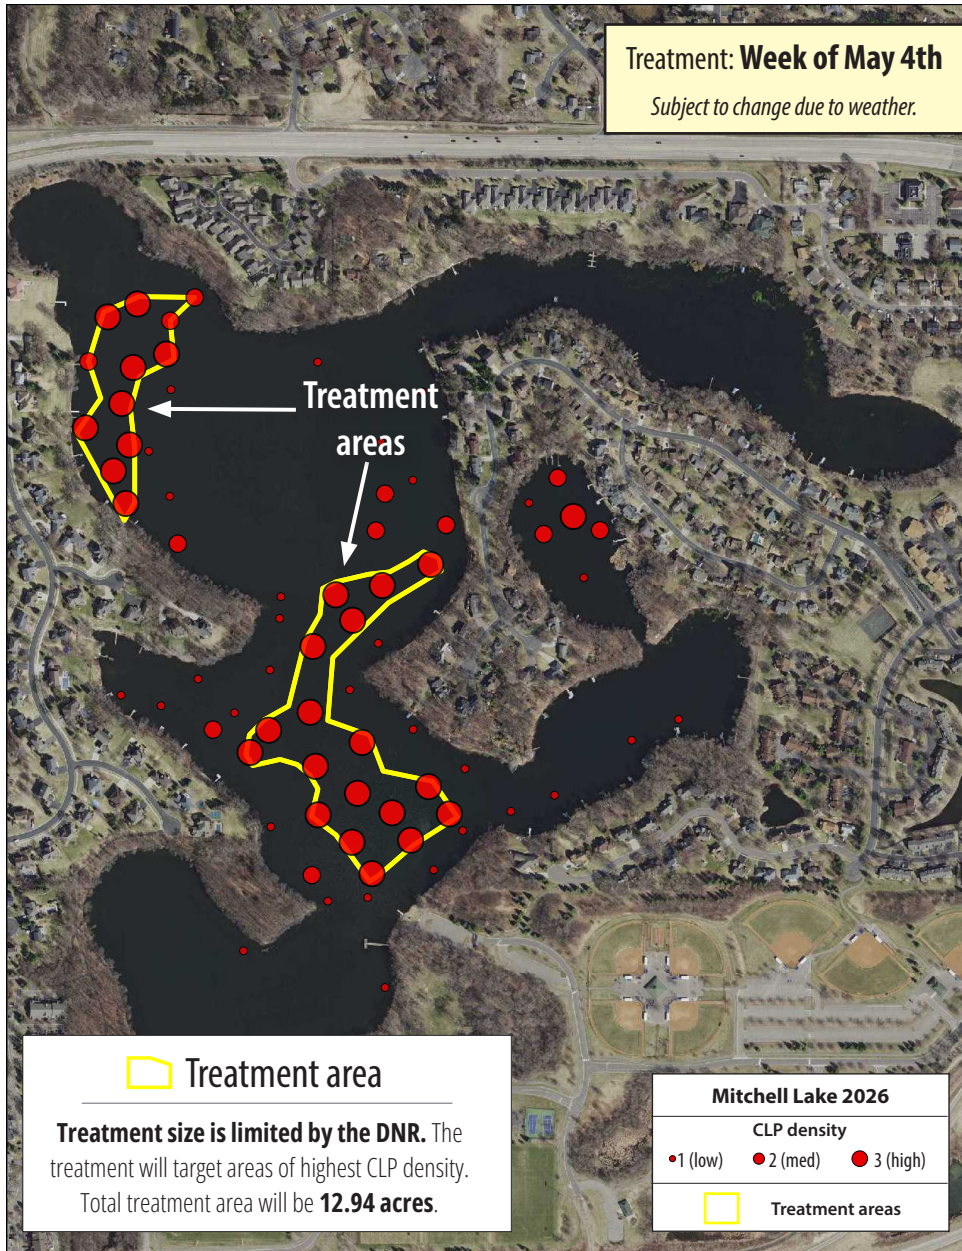 Treatment: Week of May 4th
Subject to change due to weather.
Treatment
areas
Treatment area
Treatment size is limited by the DNR. The
treatment will target areas of highest CLP density.
Total treatment area will be 12.94 acres.
Mitchell Lake 2026
CLP density
1 (low) 2 (med) 3 (high)
Treatment areas